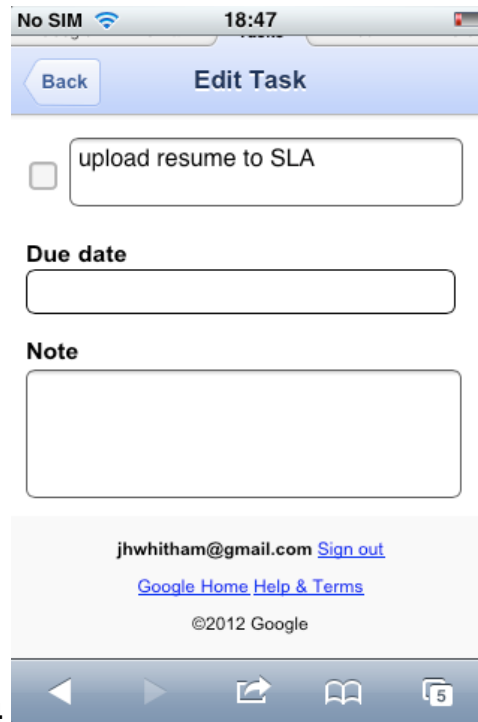 No SIM 18:47
Tasks
Back Edit Task
upload resume to SLA
Due date
Note
jhwhitham@gmail.com Sign out
Google Home Help & Terms
©2012 Google
5